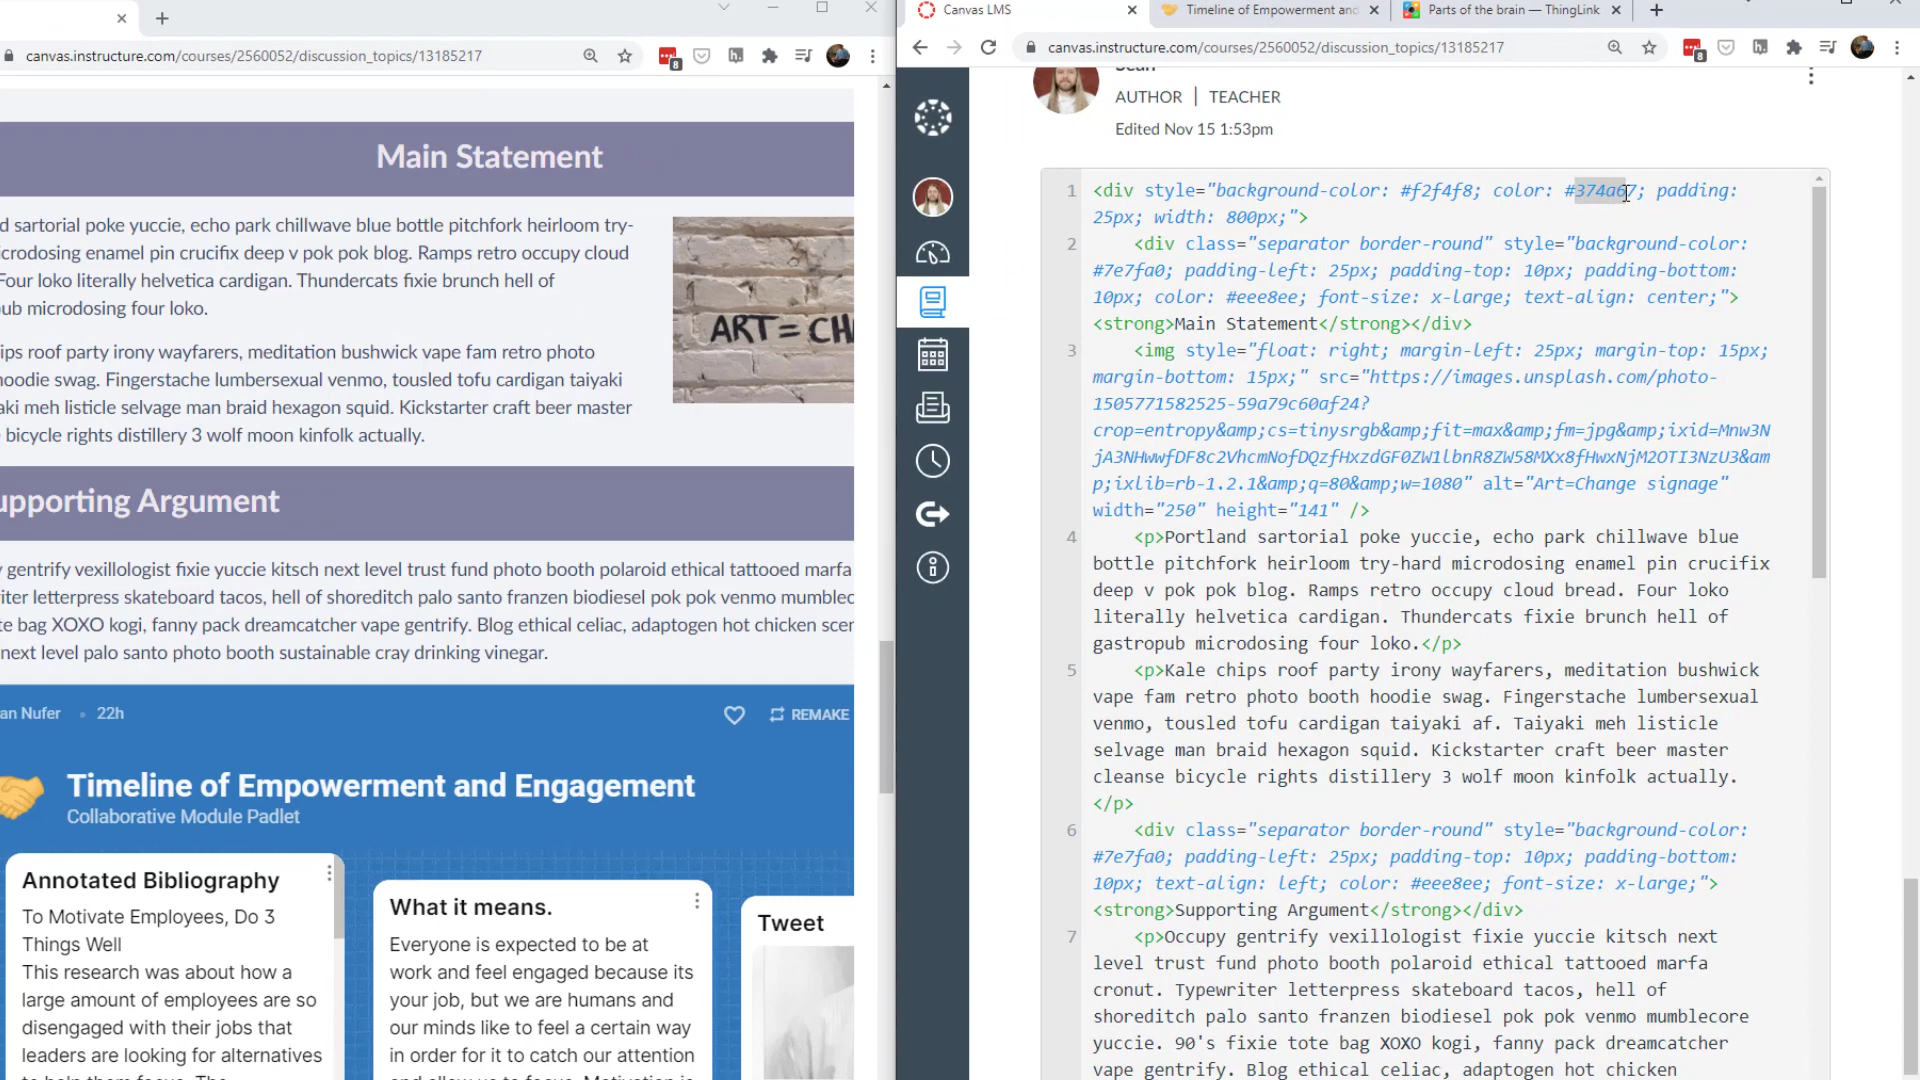 canvas.instructure.com/courses/2560052/discussion_topics/13185217
8
Main Statement
d sartorial poke yuccie, echo park chillwave blue bottle pitchfork heirloom try-
icrodosing enamel pin crucifix deep v pok pok blog. Ramps retro occupy cloud
Four loko literally helvetica cardigan. Thundercats fixie brunch hell of
ub microdosing four loko.
ips roof party irony wayfarers, meditation bushwick vape fam retro photo
oodie swag. Fingerstache lumbersexual venmo, tousled tofu cardigan taiyaki
aki meh listicle selvage man braid hexagon squid. Kickstarter craft beer master
bicycle rights distillery 3 wolf moon kinfolk actually.
ART=CH
upporting Argument
y gentrify vexillologist fixie yuccie kitsch next level trust fund photo booth polaroid ethical tattooed marfa
iter letterpress skateboard tacos, hell of shoreditch palo santo franzen biodiesel pok pok venmo mumblec
te bag XOXO kogi, fanny pack dreamcatcher vape gentrify. Blog ethical celiac, adaptogen hot chicken scen
next level palo santo photo booth sustainable cray drinking vinegar.
an Nufer • 22h
REMAKE
Timeline of Empowerment and Engagement
Collaborative Module Padlet
Annotated Bibliography
To Motivate Employees, Do 3
Things Well
This research was about how a
large amount of employees are so
disengaged with their jobs that
leaders are looking for alternatives
What it means.
Everyone is expected to be at
work and feel engaged because its
your job, but we are humans and
our minds like to feel a certain way
in order for it to catch our attention
Tweet
Canvas LMS
Timeline of Empowerment and
Parts of the brain — ThingLink
canvas.instructure.com/courses/2560052/discussion_topics/13185217
8
Sean
AUTHOR | TEACHER
Edited Nov 15 1:53pm
1 <div style="background-color: #f2f4f8; color: #374a67; padding:
25px; width: 800px;">
2 <div class="separator border-round" style="background-color:
#7e7fa0; padding-left: 25px; padding-top: 10px; padding-bottom:
10px; color: #eee8ee; font-size: x-large; text-align: center;">
<strong>Main Statement</strong></div>
3 <img style="float: right; margin-left: 25px; margin-top: 15px;
margin-bottom: 15px;" src="https://images.unsplash.com/photo-
1505771582525-59a79c60af24?
crop=entropy&amp;cs=tinysrgb&amp;fit=max&amp;fm=jpg&amp;ixid=Mnw3N
jA3NHwwfDF8c2VhcmNofDQzfHxzdGF0ZW1lbnR8ZW58MXx8fHwxNjM2OTI3NzU3&am
p;ixlib=rb-1.2.1&amp;q=80&amp;w=1080" alt="Art=Change signage"
width="250" height="141" />
4 <p>Portland sartorial poke yuccie, echo park chillwave blue
bottle pitchfork heirloom try-hard microdosing enamel pin crucifix
deep v pok pok blog. Ramps retro occupy cloud bread. Four loko
literally helvetica cardigan. Thundercats fixie brunch hell of
gastropub microdosing four loko.</p>
5 <p>Kale chips roof party irony wayfarers, meditation bushwick
vape fam retro photo booth hoodie swag. Fingerstache lumbersexual
venmo, tousled tofu cardigan taiyaki af. Taiyaki meh listicle
selvage man braid hexagon squid. Kickstarter craft beer master
cleanse bicycle rights distillery 3 wolf moon kinfolk actually.
</p>
6 <div class="separator border-round" style="background-color:
#7e7fa0; padding-left: 25px; padding-top: 10px; padding-bottom:
10px; text-align: left; color: #eee8ee; font-size: x-large;">
<strong>Supporting Argument</strong></div>
7 <p>Occupy gentrify vexillologist fixie yuccie kitsch next
level trust fund photo booth polaroid ethical tattooed marfa
cronut. Typewriter letterpress skateboard tacos, hell of
shoreditch palo santo franzen biodiesel pok pok venmo mumblecore
yuccie. 90's fixie tote bag XOXO kogi, fanny pack dreamcatcher
vape gentrify. Blog ethical celiac, adaptogen hot chicken